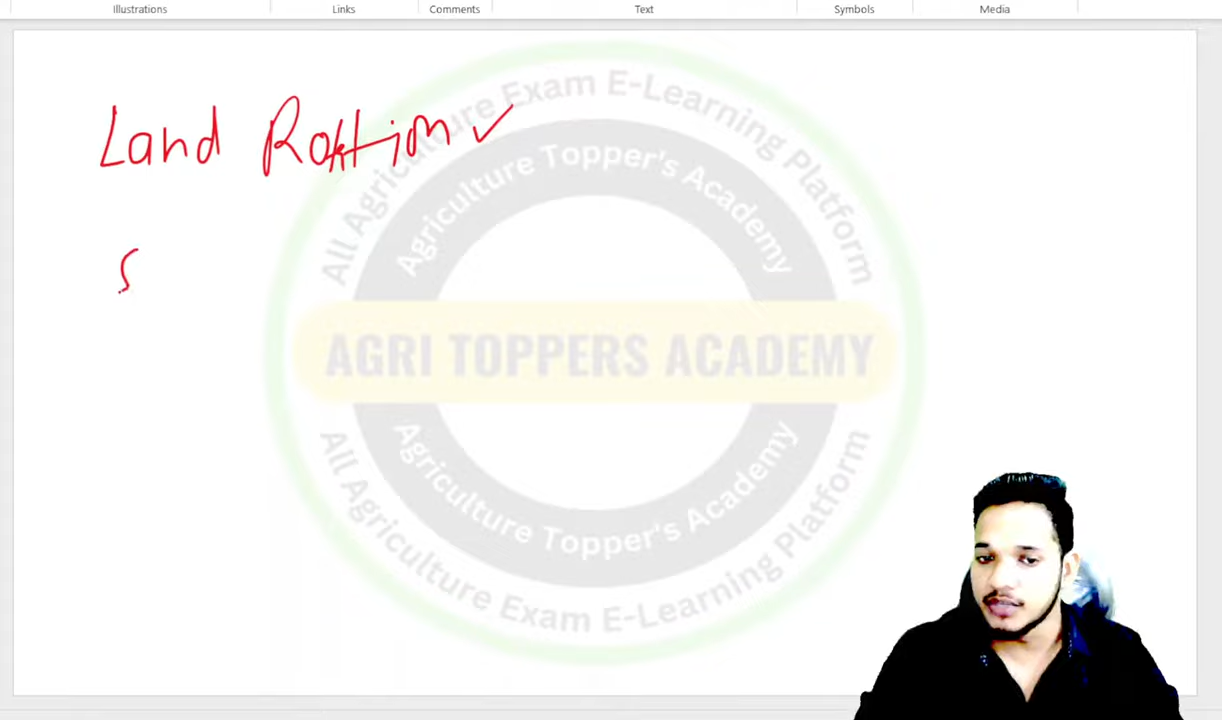 Illustrations Links Comments Text Symbols Media
Land Rotation ✓
S
All Agriculture Exam E-Learning Platform
Agriculture Topper's Academy
AGRI TOPPERS ACADEMY
Agriculture Topper's Academy
All Agriculture Exam E-Learning Platform